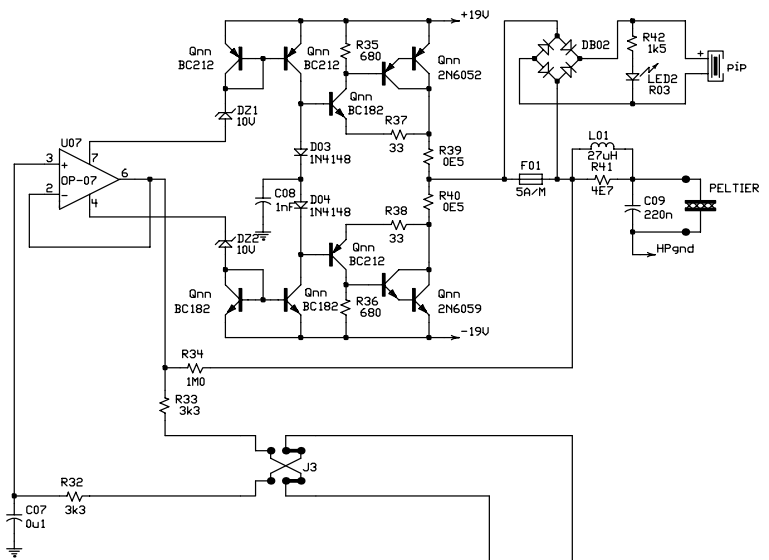 +19V
Qnn
BC212
Qnn
BC212
R35
680
Qnn
2N6052
DB02
R42
1k5
LED2
R03
+
pip
DZ1
10V
Qnn
BC182
R37
33
U07
3
+
7
OP-07
6
2
-
4
D03
1N4148
R39
0E5
L01
27uH
F01
5A/M
R41
4E7
PELTIER
C08
1nF
D04
1N4148
R40
0E5
C09
220n
R38
33
HPgnd
DZ2
10V
Qnn
BC212
Qnn
BC182
Qnn
BC182
R36
680
Qnn
2N6059
-19V
R34
1M0
R33
3k3
J3
R32
3k3
C07
0u1